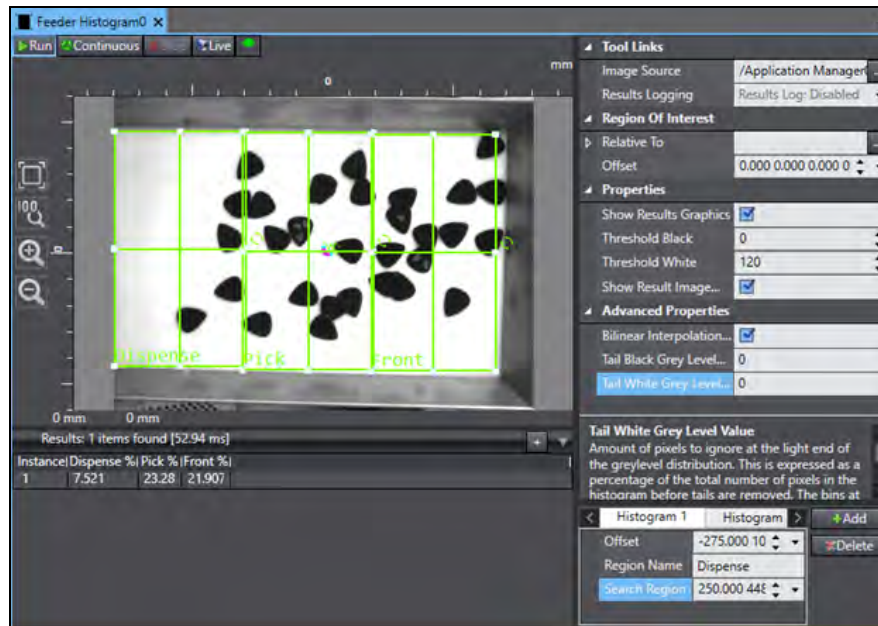 Feeder Histogram0
Run Continuous Live
mm
0
0
Dispense Pick Front
0 mm 0 mm
Results: 1 items found [52.94 ms]
Instance Dispense % Pick % Front %
1 7.521 23.28 21.907
Tool Links
Image Source /Application Manager
Results Logging Results Log: Disabled
Region Of Interest
Relative To
Offset 0.000 0.000 0.000 0
Properties
Show Results Graphics
Threshold Black 0
Threshold White 120
Show Result Image...
Advanced Properties
Bilinear Interpolation...
Tail Black Grey Level... 0
Tail White Grey Level... 0
Tail White Grey Level Value
Amount of pixels to ignore at the light end of
the greylevel distribution. This is expressed as a
percentage of the total number of pixels in the
histogram before tails are removed. The bins at
Histogram 1 Histogram Add
Offset -275.000 10 Delete
Region Name Dispense
Search Region 250.000 448